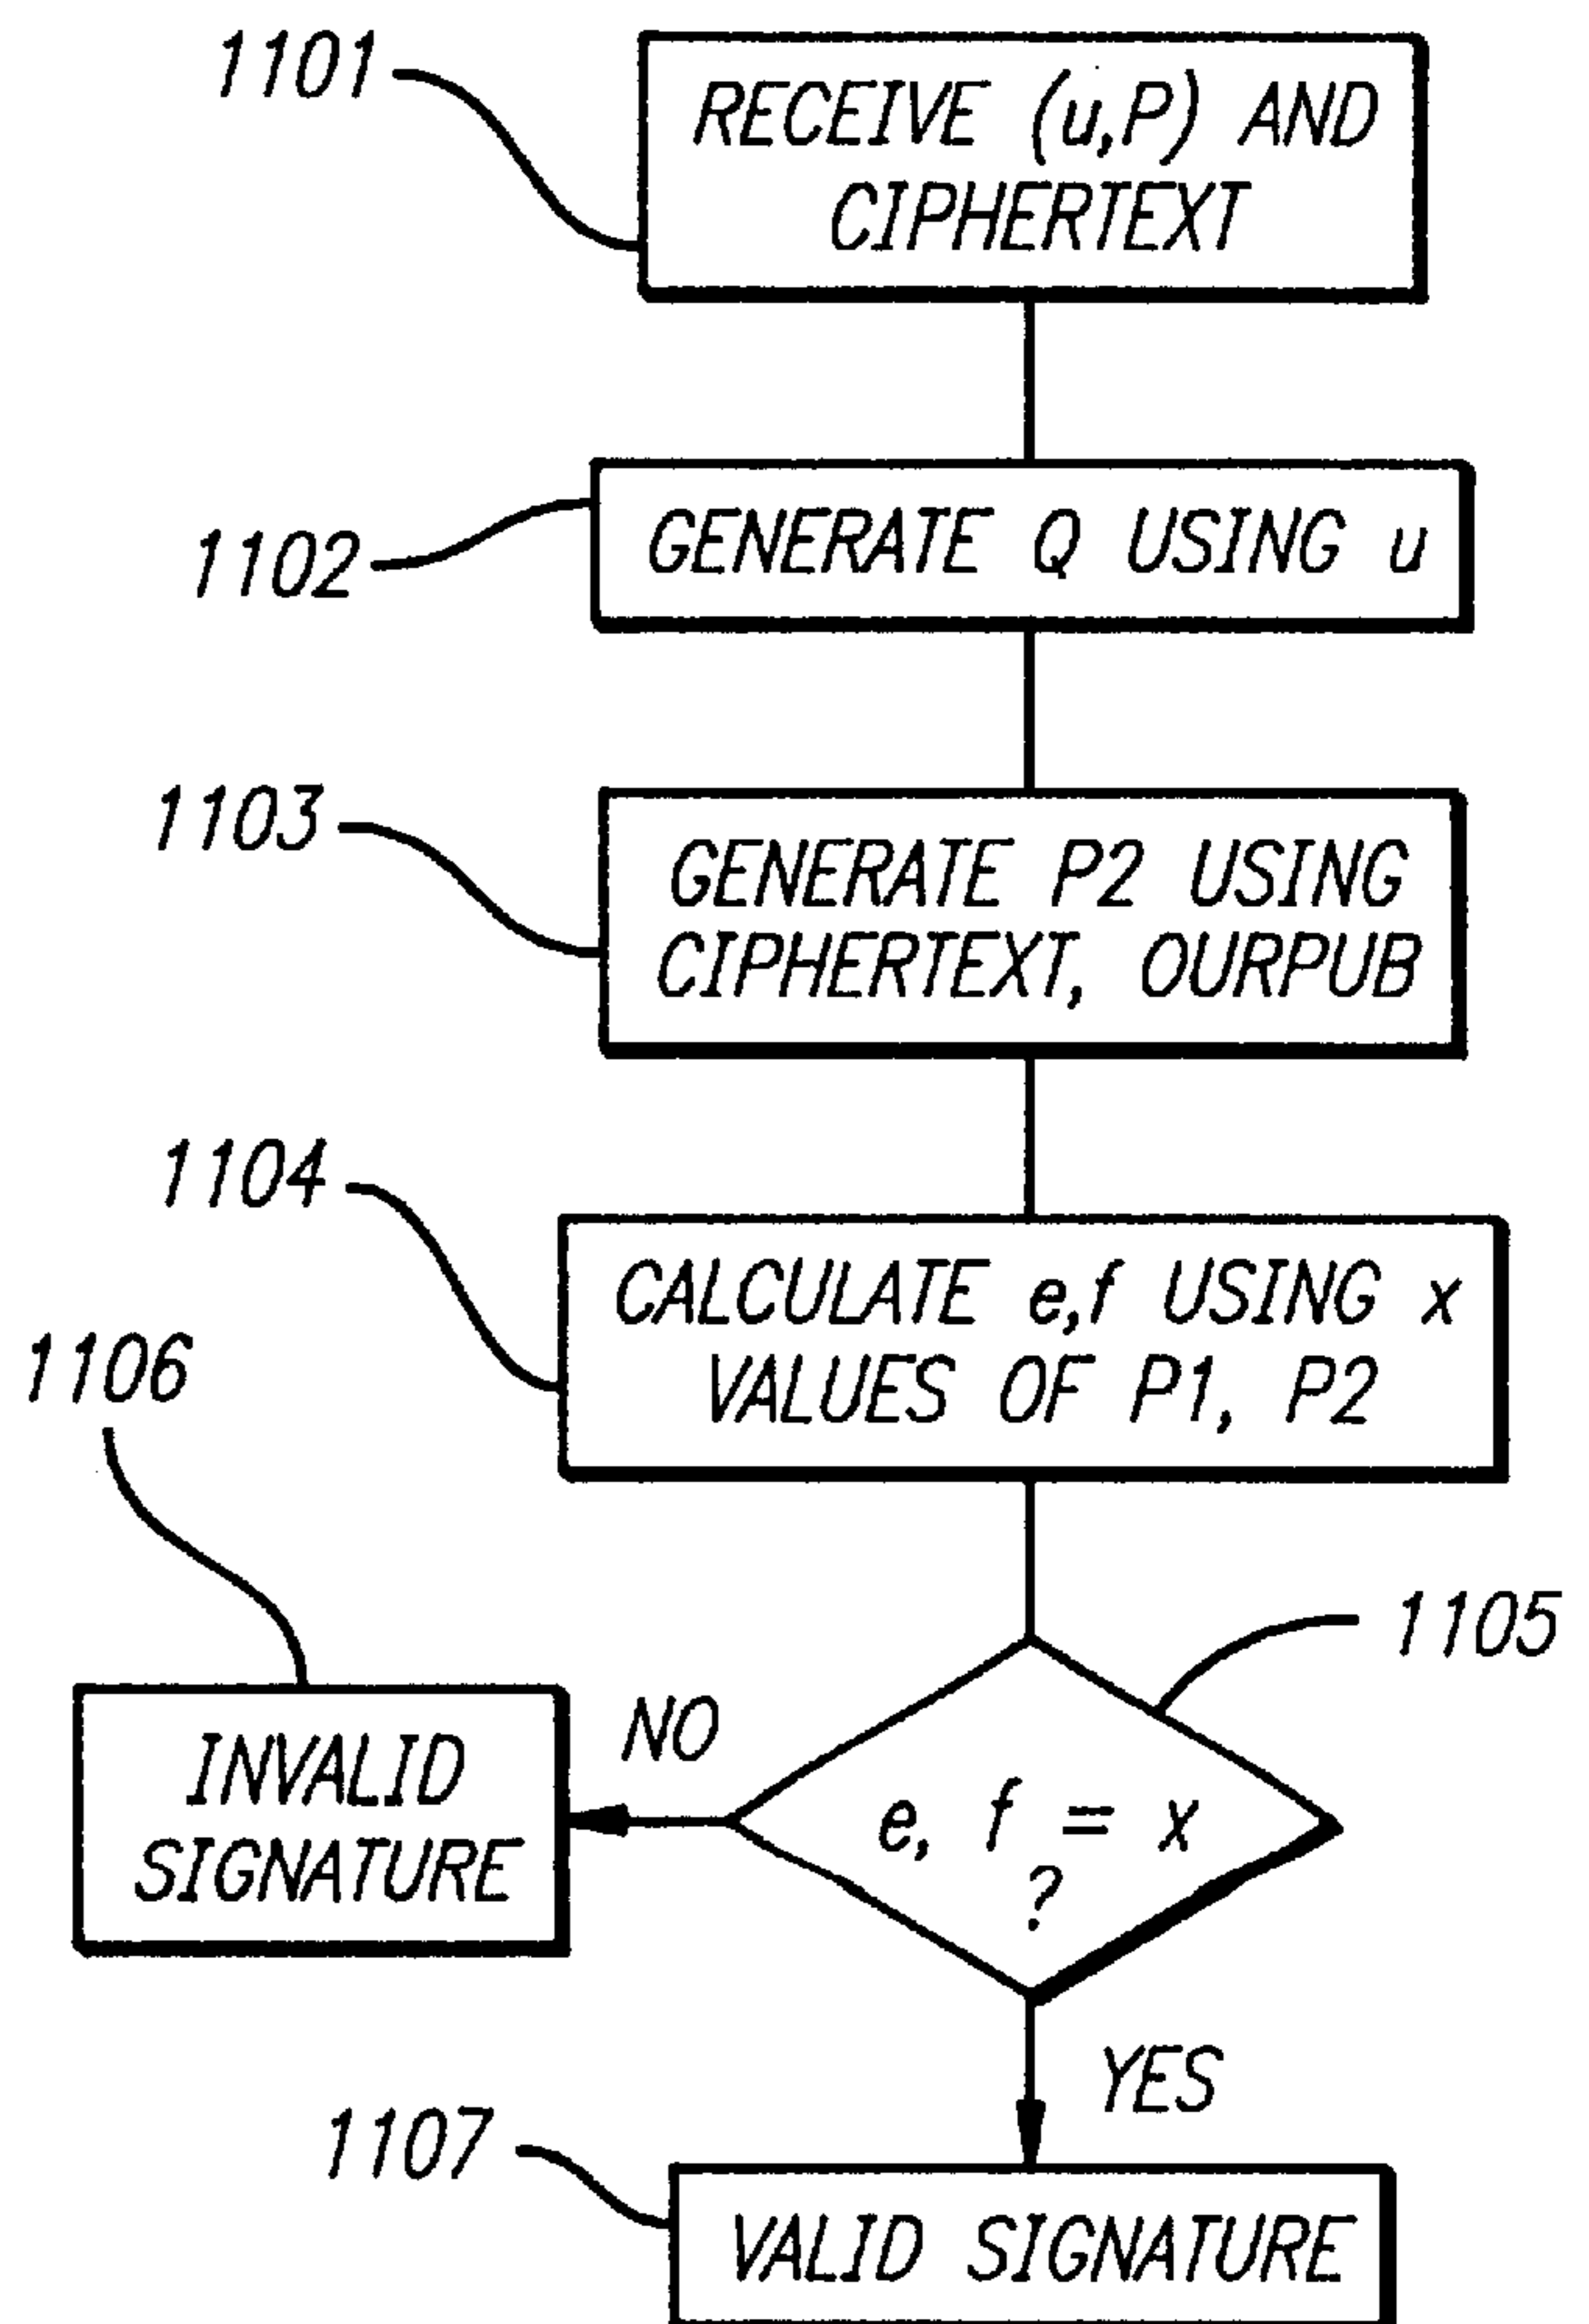 1101
RECEIVE (u,P) AND
CIPHERTEXT
1102
GENERATE Q USING u
1103
GENERATE P2 USING
CIPHERTEXT, OURPUB
1104
CALCULATE e,f USING x
VALUES OF P1, P2
1105
e, f = x
?
NO
1106
INVALID
SIGNATURE
YES
1107
VALID SIGNATURE